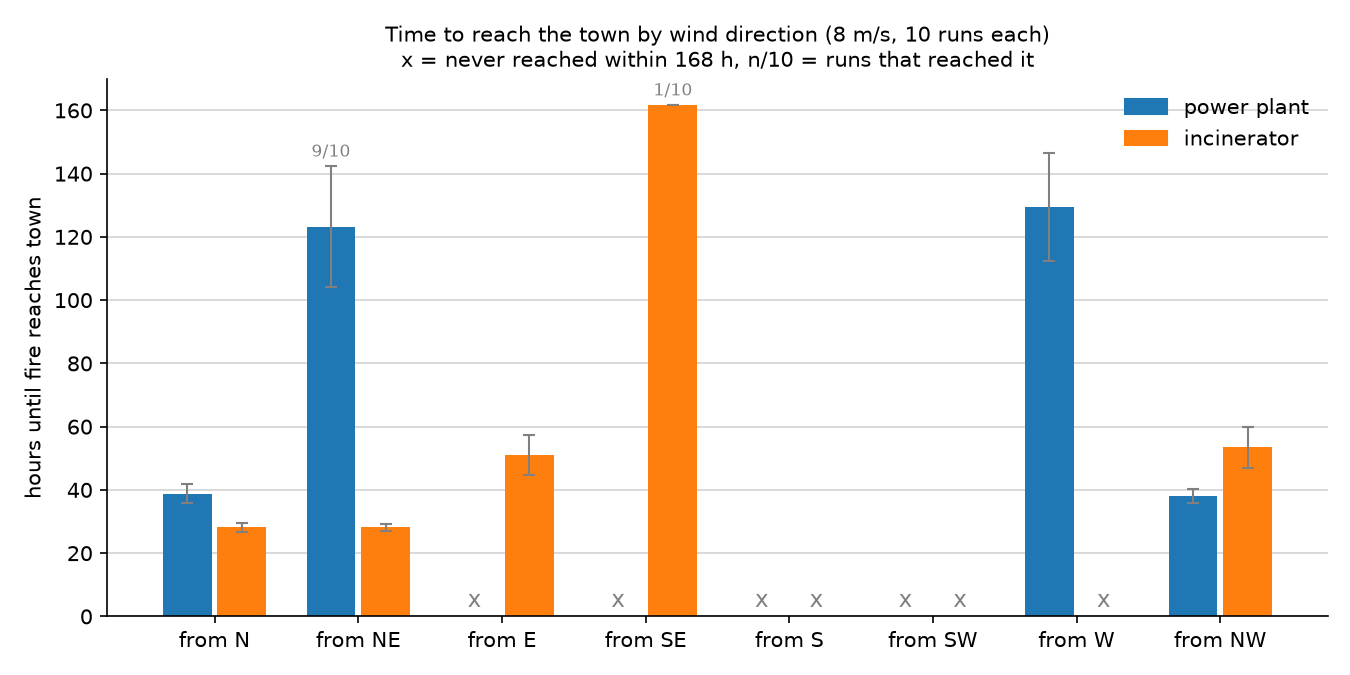 Time to reach the town by wind direction (8 m/s, 10 runs each)
x = never reached within 168 h, n/10 = runs that reached it
hours until fire reaches town
160
140
120
100
80
60
40
20
0
9/10
1/10
power plant
incinerator
x
x
x
x
x
x
x
from N
from NE
from E
from SE
from S
from SW
from W
from NW